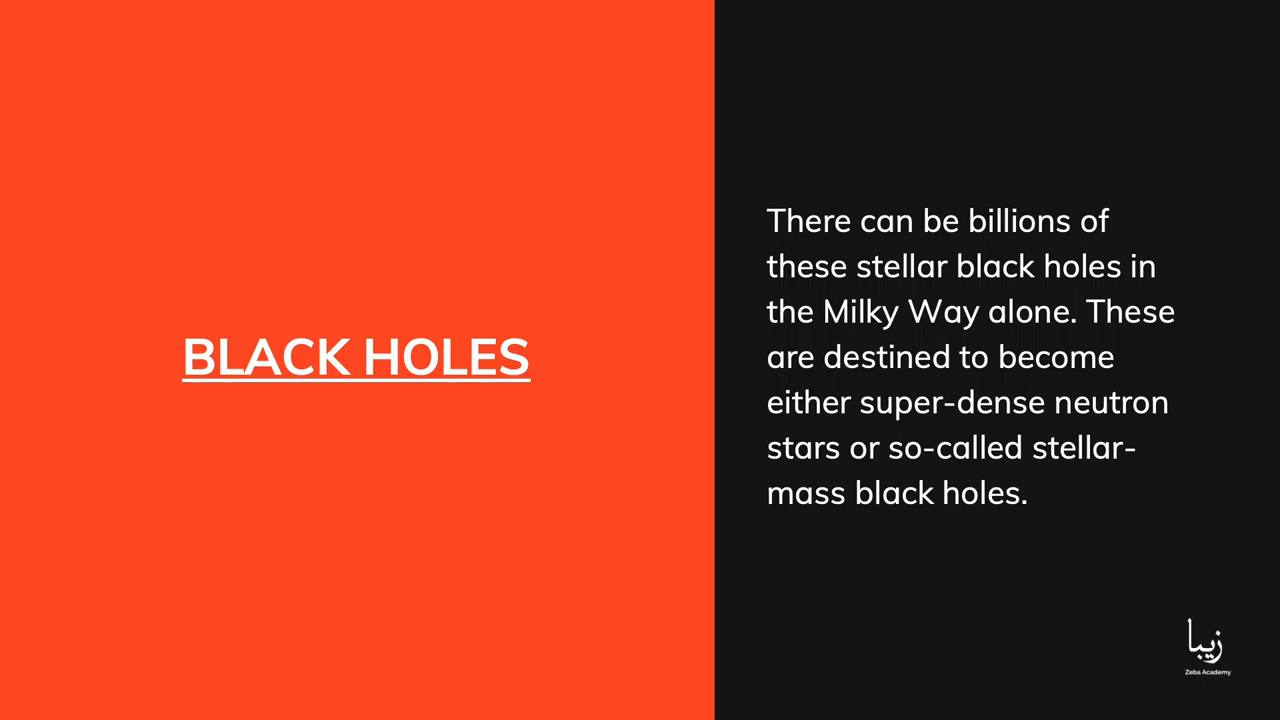 BLACK HOLES
There can be billions of
these stellar black holes in
the Milky Way alone. These
are destined to become
either super-dense neutron
stars or so-called stellar-
mass black holes.
زیبا
Zeba Academy